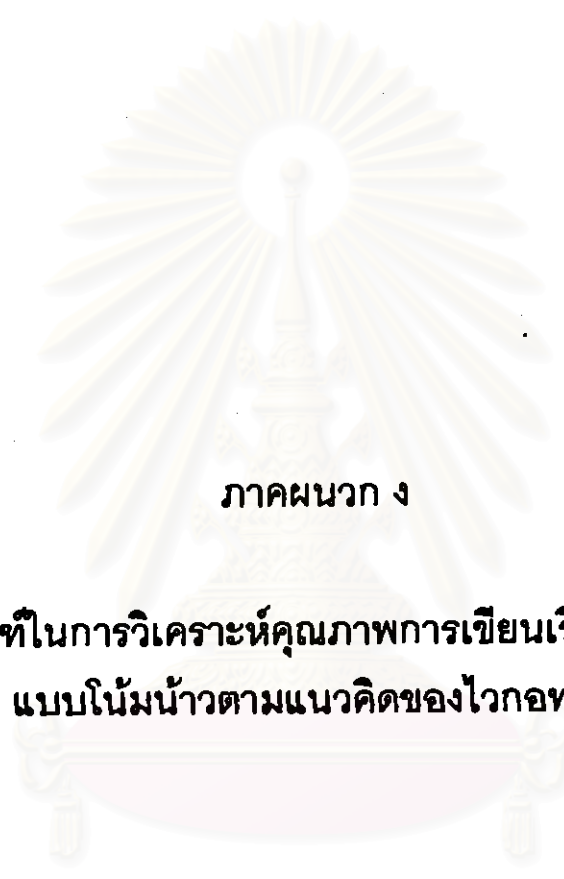 ภาคผนวก ง
ฑ์ในการวิเคราะห์คุณภาพการเขียนเรี
แบบโน้มน้าวตามแนวคิดของไวกอท